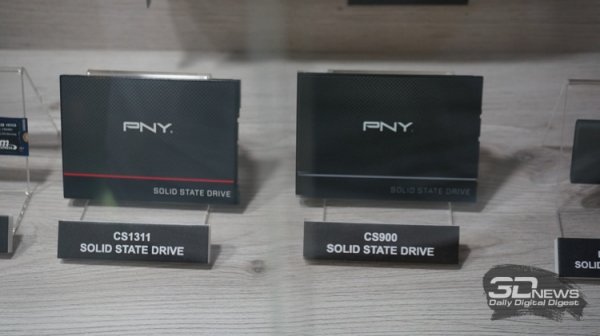 PNY.
SOLID STATE DRIVE
CS1311
SOLID STATE DRIVE
PNY.
SOLID STATE DRIVE
CS900
SOLID STATE DRIVE
3DNEWS
Daily Digital Digest